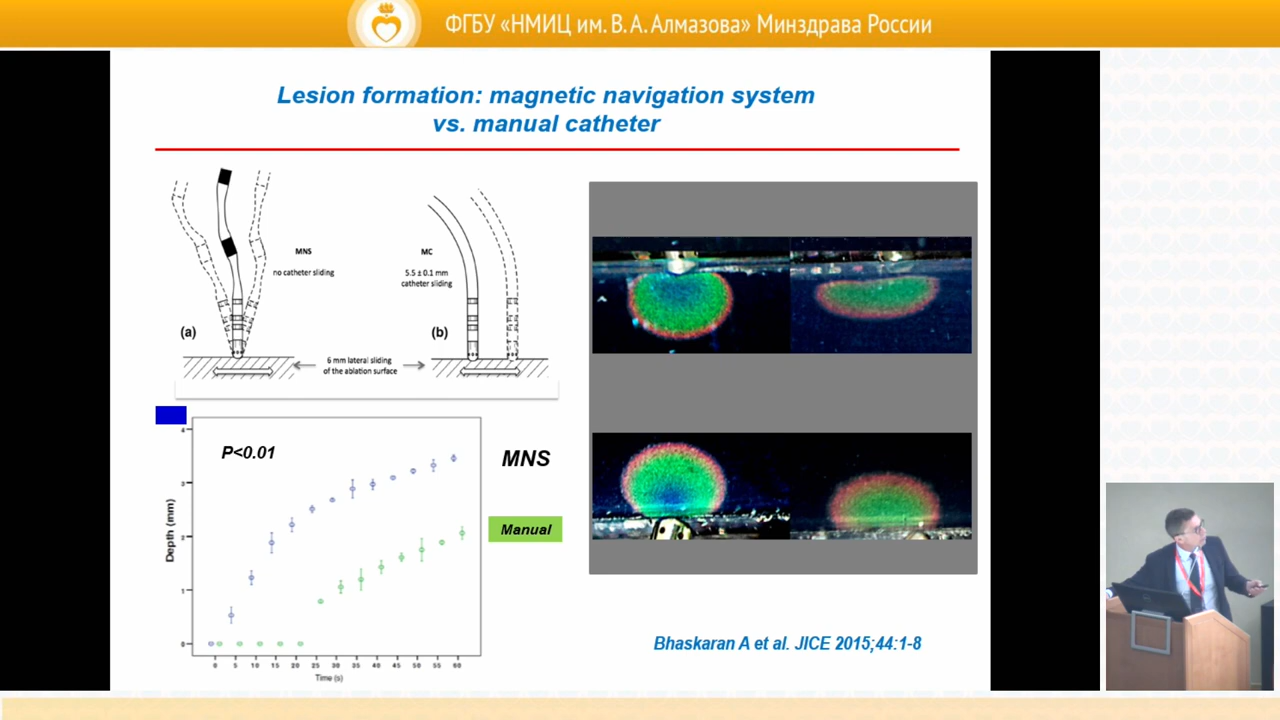 ФГБУ «НМИЦ им. В. А. Алмазова» Минздрава России
Lesion formation: magnetic navigation system
vs. manual catheter
MNS
no catheter sliding
MC
5.5 ± 0.1 mm
catheter sliding
(a)
(b)
6 mm lateral sliding
of the ablation surface
P<0.01
MNS
Manual
Depth (mm)
4
3
2
1
0
0 5 10 15 20 25 30 35 40 45 50 55 60
Time (s)
Bhaskaran A et al. JICE 2015;44:1-8